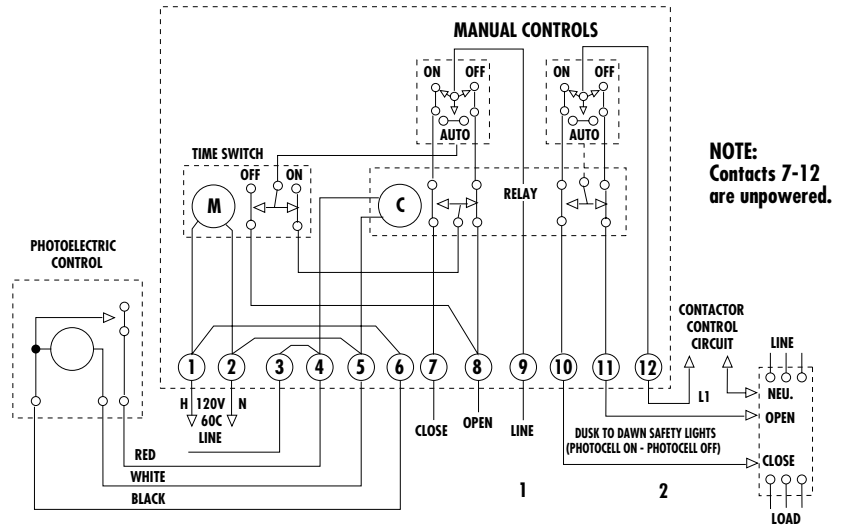 MANUAL CONTROLS
ON OFF
ON OFF
AUTO
AUTO
NOTE:
Contacts 7-12
are unpowered.
TIME SWITCH
OFF ON
M
C
RELAY
PHOTOELECTRIC
CONTROL
CONTACTOR
CONTROL
CIRCUIT
LINE
1 2 3 4 5 6 7 8 9 10 11 12
H 120V N
60C
LINE
CLOSE
OPEN
LINE
L1
NEU.
OPEN
CLOSE
DUSK TO DAWN SAFETY LIGHTS
(PHOTOCELL ON - PHOTOCELL OFF)
RED
WHITE
BLACK
1
2
LOAD